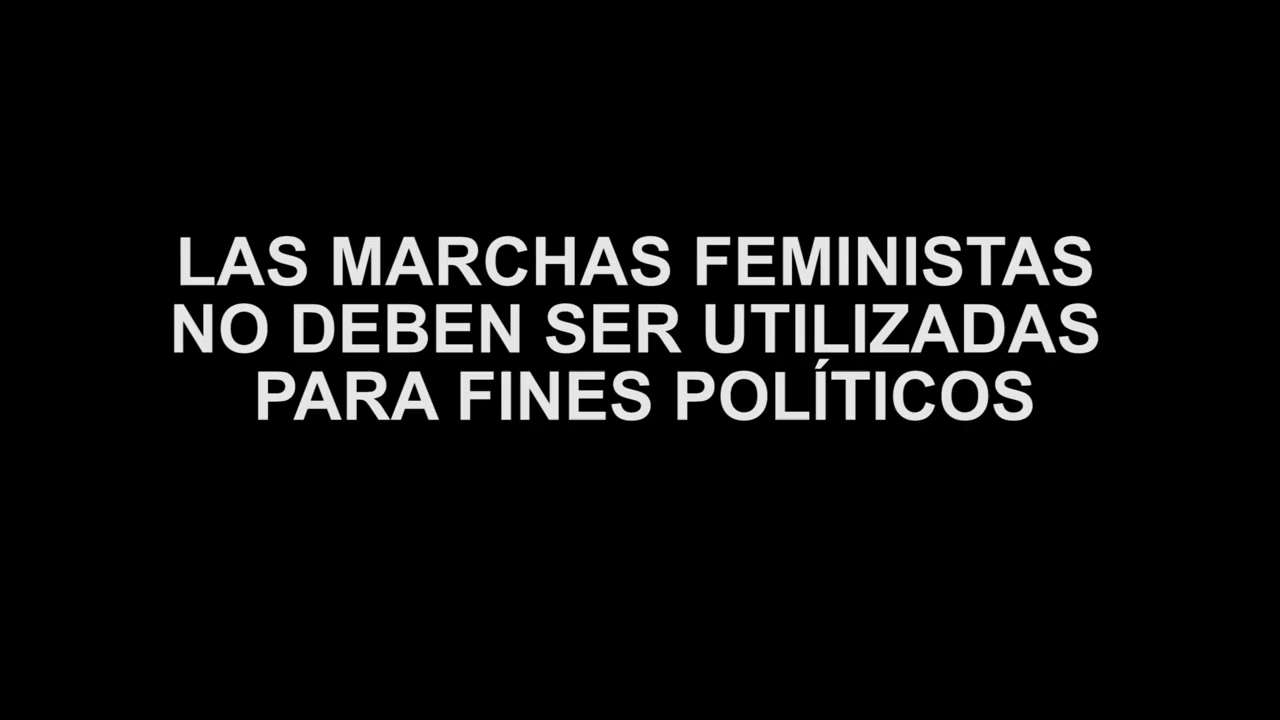 LAS MARCHAS FEMINISTAS
NO DEBEN SER UTILIZADAS
PARA FINES POLÍTICOS